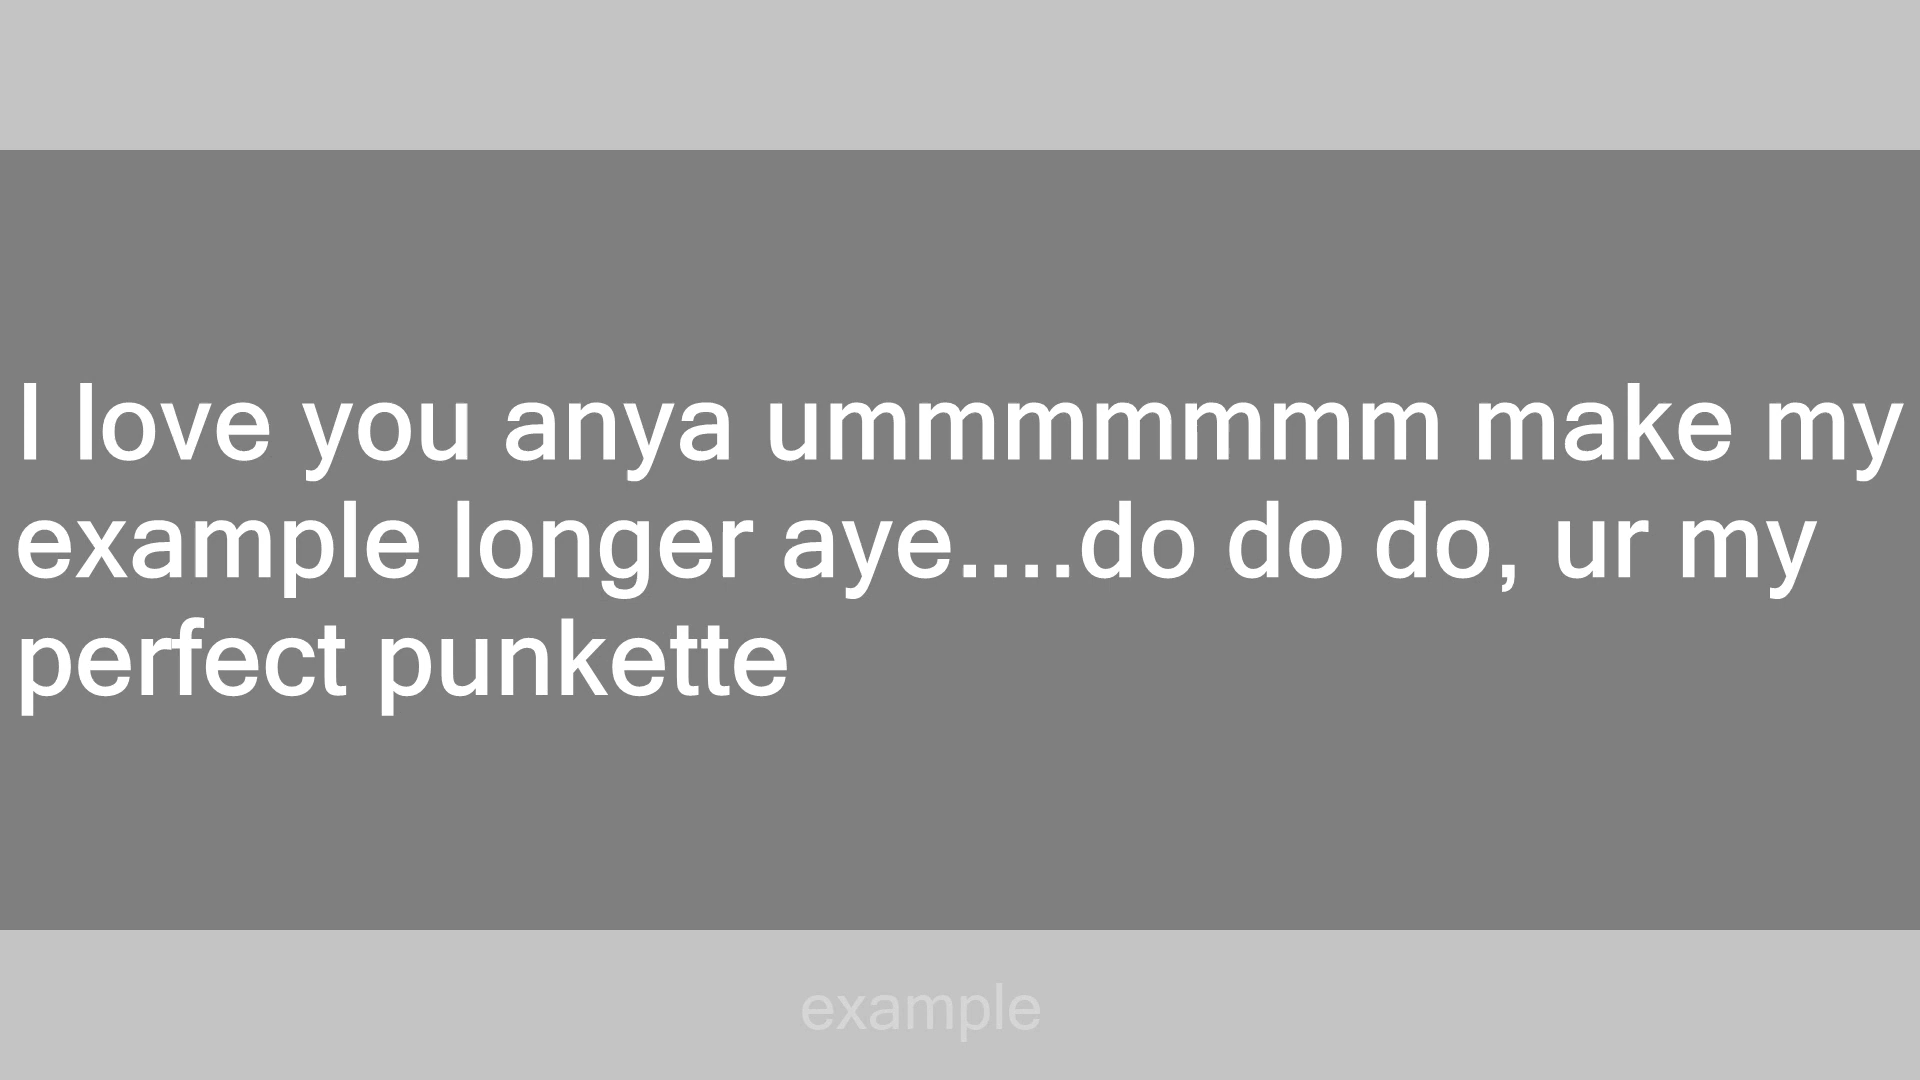 I love you anya ummmmmmm make my
example longer aye....do do do, ur my
perfect punkette
example